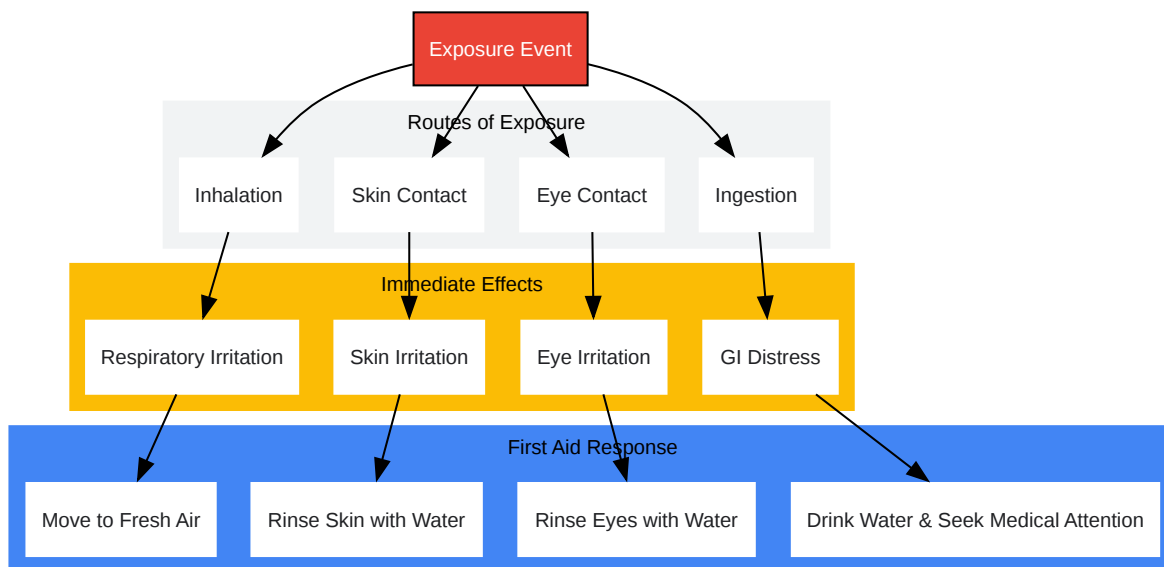 Exposure Event
Routes of Exposure
Inhalation
Skin Contact
Eye Contact
Ingestion
Immediate Effects
Respiratory Irritation
Skin Irritation
Eye Irritation
GI Distress
First Aid Response
Move to Fresh Air
Rinse Skin with Water
Rinse Eyes with Water
Drink Water & Seek Medical Attention